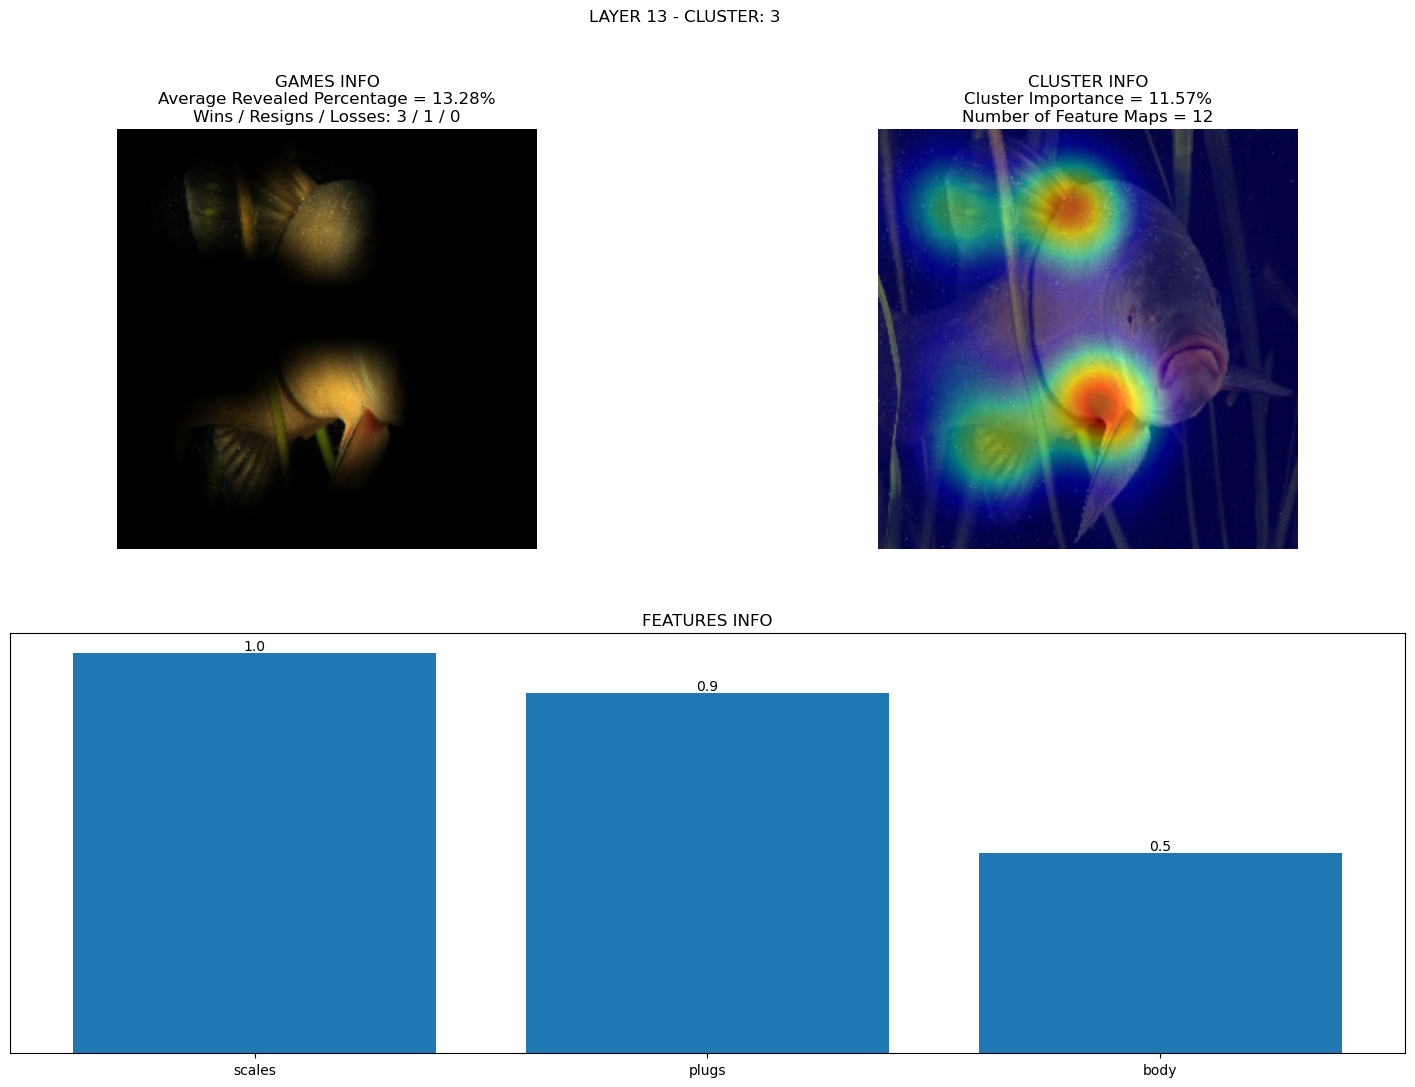 LAYER 13 - CLUSTER: 3
GAMES INFO
Average Revealed Percentage = 13.28%
Wins / Resigns / Losses: 3 / 1 / 0
CLUSTER INFO
Cluster Importance = 11.57%
Number of Feature Maps = 12
FEATURES INFO
1.0
0.9
0.5
scales
plugs
body